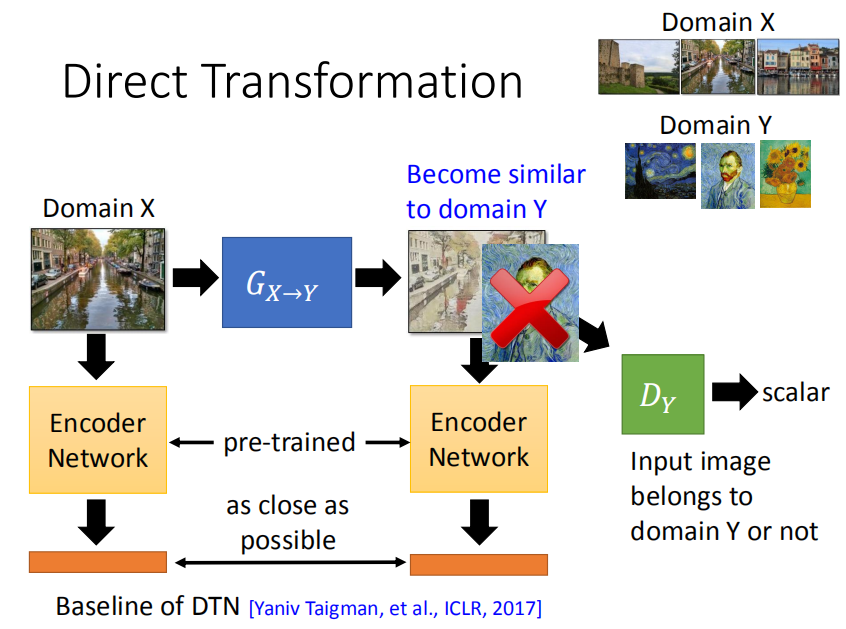 Direct Transformation
Domain X
Domain Y
Become similar
to domain Y
Domain X
G_{X→Y}
Encoder
Network
pre-trained
Encoder
Network
D_Y
scalar
Input image
belongs to
domain Y or not
as close as
possible
Baseline of DTN [Yaniv Taigman, et al., ICLR, 2017]